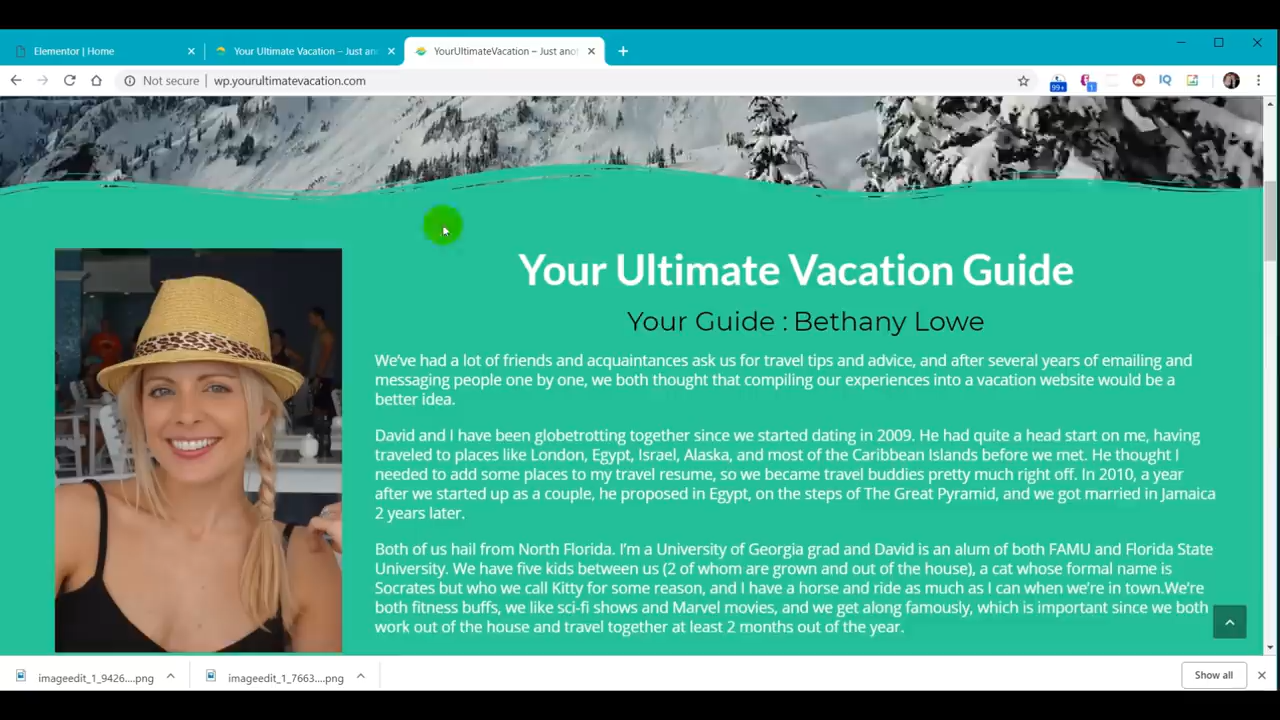 Elementor | Home
Your Ultimate Vacation – Just an
YourUltimateVacation – Just ano
Not secure
wp.yourultimatevacation.com
99+
1
IQ
Your Ultimate Vacation Guide
Your Guide : Bethany Lowe
We've had a lot of friends and acquaintances ask us for travel tips and advice, and after several years of emailing and
messaging people one by one, we both thought that compiling our experiences into a vacation website would be a
better idea.
David and I have been globetrotting together since we started dating in 2009. He had quite a head start on me, having
traveled to places like London, Egypt, Israel, Alaska, and most of the Caribbean Islands before we met. He thought I
needed to add some places to my travel resume, so we became travel buddies pretty much right off. In 2010, a year
after we started up as a couple, he proposed in Egypt, on the steps of The Great Pyramid, and we got married in Jamaica
2 years later.
Both of us hail from North Florida. I'm a University of Georgia grad and David is an alum of both FAMU and Florida State
University. We have five kids between us (2 of whom are grown and out of the house), a cat whose formal name is
Socrates but who we call Kitty for some reason, and I have a horse and ride as much as I can when we're in town.We're
both fitness buffs, we like sci-fi shows and Marvel movies, and we get along famously, which is important since we both
work out of the house and travel together at least 2 months out of the year.
imageedit_1_9426....png
imageedit_1_7663....png
Show all